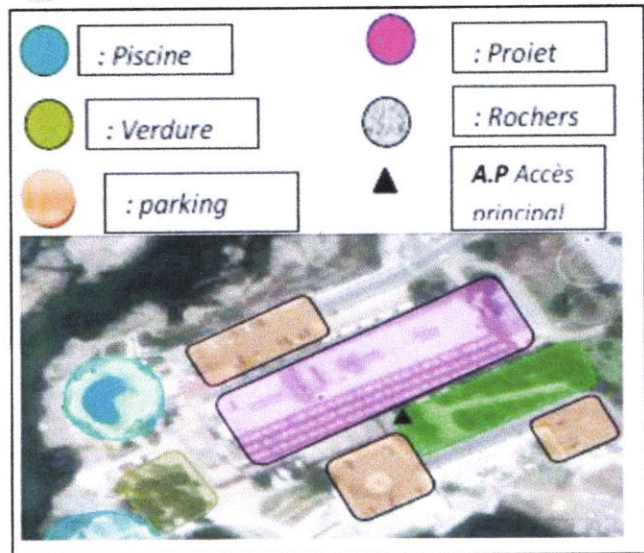 : Piscine
: Proiet
: Verdure
: Rochers
: parking
A.P Accès
principal